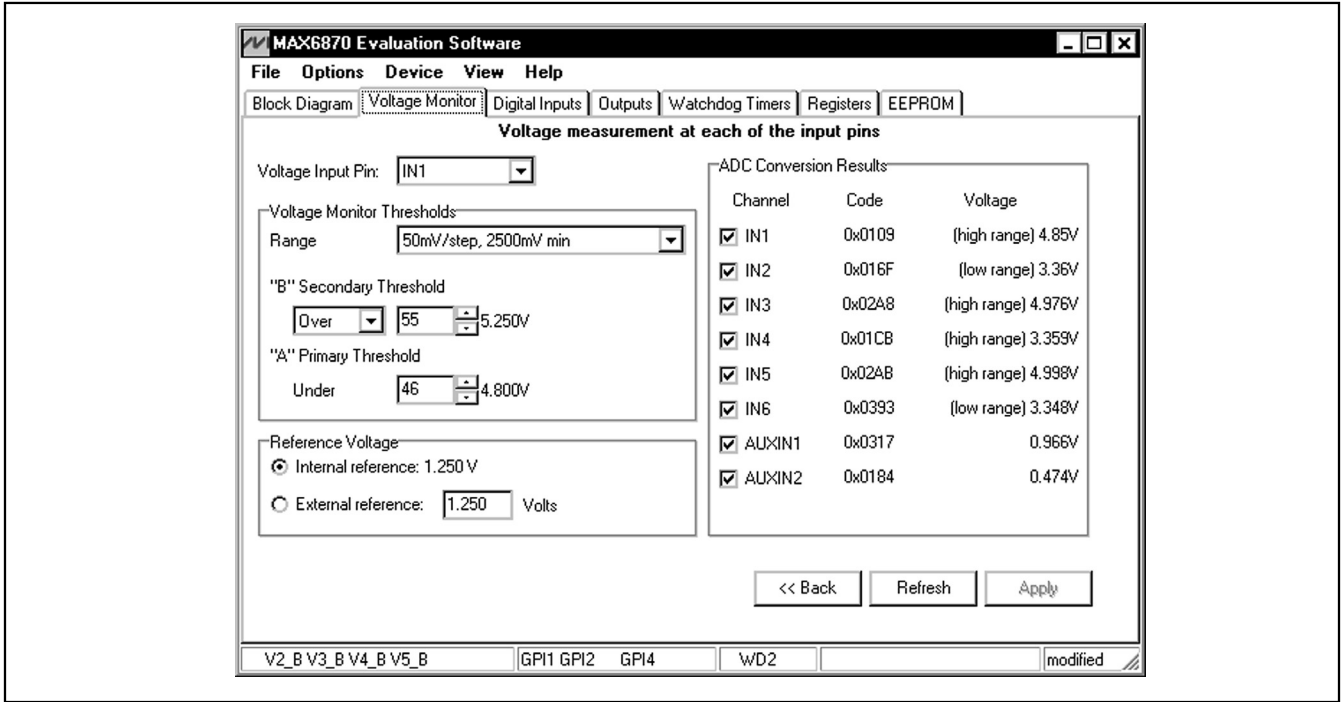 MAX6870 Evaluation Software
File Options Device View Help
Block Diagram Voltage Monitor Digital Inputs Outputs Watchdog Timers Registers EEPROM
Voltage measurement at each of the input pins
Voltage Input Pin: IN1
Voltage Monitor Thresholds
Range 50mV/step, 2500mV min
"B" Secondary Threshold
Over 55 5.250V
"A" Primary Threshold
Under 46 4.800V
Reference Voltage
Internal reference: 1.250 V
External reference: 1.250 Volts
ADC Conversion Results
Channel Code Voltage
IN1 0x0109 (high range) 4.85V
IN2 0x016F (low range) 3.36V
IN3 0x02A8 (high range) 4.976V
IN4 0x01CB (high range) 3.359V
IN5 0x02AB (high range) 4.998V
IN6 0x0393 (low range) 3.348V
AUXIN1 0x0317 0.966V
AUXIN2 0x0184 0.474V
<< Back Refresh Apply
V2_B V3_B V4_B V5_B GPI1 GPI2 GPI4 WD2 modified